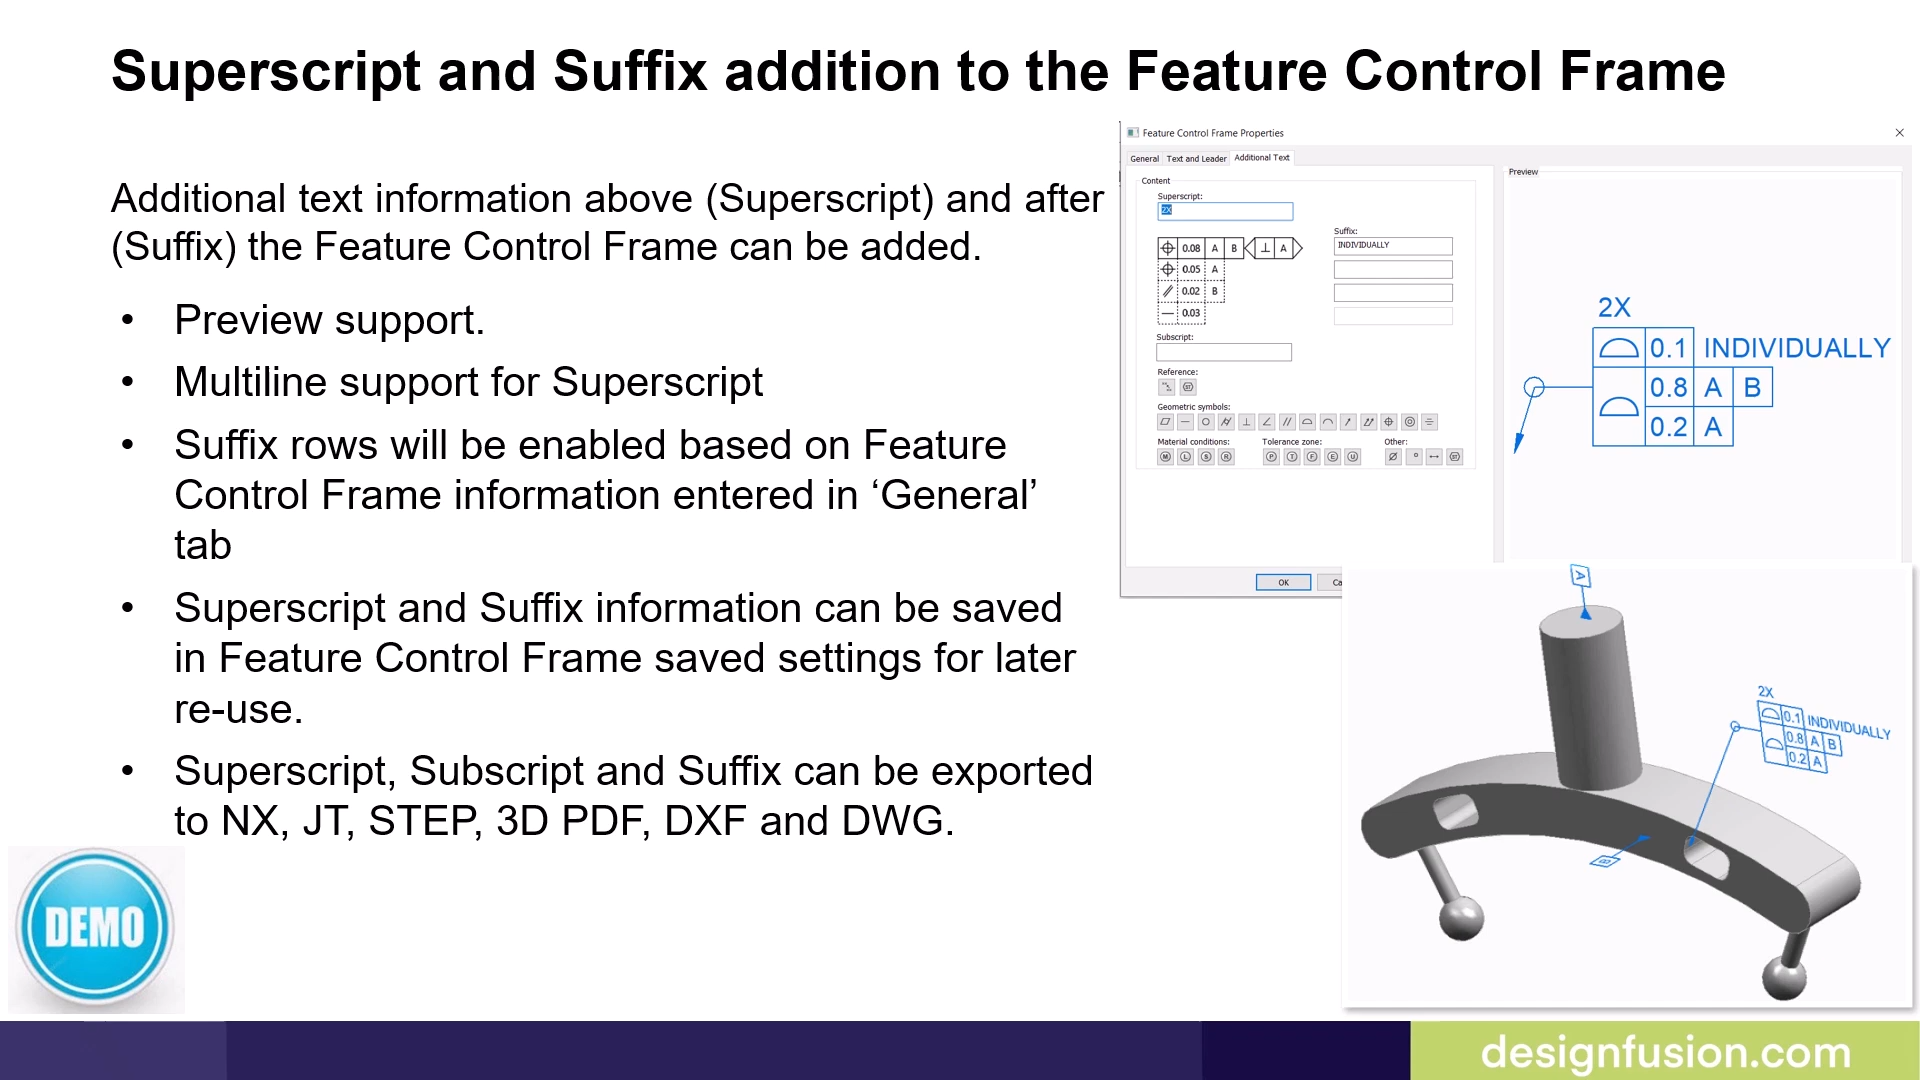 Superscript and Suffix addition to the Feature Control Frame
Additional text information above (Superscript) and after
(Suffix) the Feature Control Frame can be added.
• Preview support.
• Multiline support for Superscript
• Suffix rows will be enabled based on Feature
Control Frame information entered in ‘General’
tab
• Superscript and Suffix information can be saved
in Feature Control Frame saved settings for later
re-use.
• Superscript, Subscript and Suffix can be exported
to NX, JT, STEP, 3D PDF, DXF and DWG.
DEMO
Feature Control Frame Properties
General Text and Leader Additional Text
Content
Superscript:
2X
Suffix:
INDIVIDUALLY
0.08 A B ⊥ A
0.05 A
0.02 B
0.03
Subscript:
Reference:
Geometric symbols:
Material conditions: Tolerance zone: Other:
M L S R P T F E U ST
OK Ca
Preview
2X
0.1 INDIVIDUALLY
0.8 A B
0.2 A
A
2X
0.1 INDIVIDUALLY
0.8 A B
0.2 A
B
designfusion.com